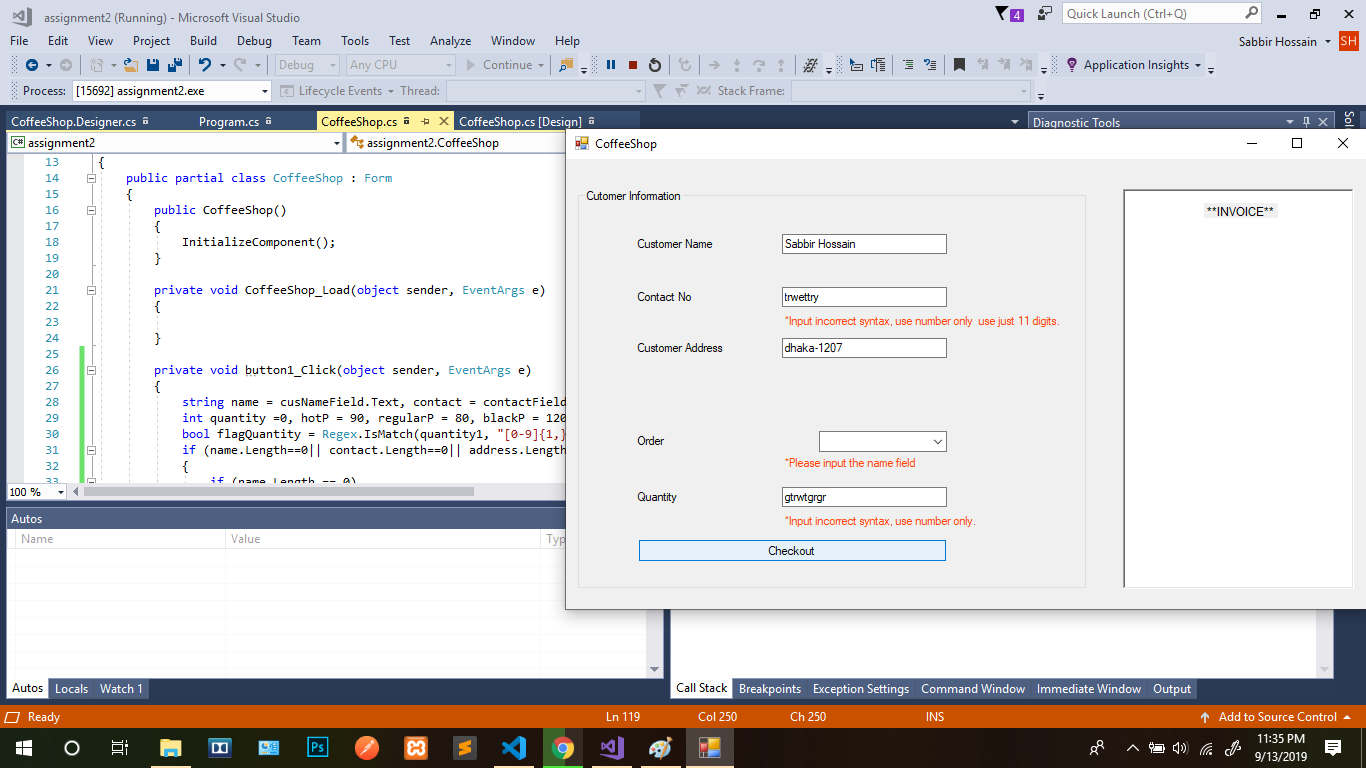 assignment2 (Running) - Microsoft Visual Studio
4
Quick Launch (Ctrl+Q)
File Edit View Project Build Debug Team Tools Test Analyze Window Help
Sabbir Hossain SH
Debug Any CPU Continue Application Insights
Process: [15692] assignment2.exe Lifecycle Events Thread: Stack Frame:
CoffeeShop.Designer.cs Program.cs CoffeeShop.cs CoffeeShop.cs [Design]
Diagnostic Tools
C# assignment2 assignment2.CoffeeShop
13 {
14 public partial class CoffeeShop : Form
15 {
16 public CoffeeShop()
17 {
18 InitializeComponent();
19 }
20
21 private void CoffeeShop_Load(object sender, EventArgs e)
22 {
23
24 }
25
26 private void button1_Click(object sender, EventArgs e)
27 {
28 string name = cusNameField.Text, contact = contactField
29 int quantity =0, hotP = 90, regularP = 80, blackP = 120
30 bool flagQuantity = Regex.IsMatch(quantity1, "[0-9]{1,}
31 if (name.Length==0|| contact.Length==0|| address.Length
32 {
33 if (name.Length == 0)
100 %
Autos
Name Value Typ
Autos Locals Watch 1
CoffeeShop
Cutomer Information
Customer Name Sabbir Hossain
Contact No trwettry
*Input incorrect syntax, use number only use just 11 digits.
Customer Address dhaka-1207
Order
*Please input the name field
Quantity gtrwtgrgr
*Input incorrect syntax, use number only.
Checkout
**INVOICE**
Call Stack Breakpoints Exception Settings Command Window Immediate Window Output
Ready Ln 119 Col 250 Ch 250 INS Add to Source Control
Ps
11:35 PM
9/13/2019